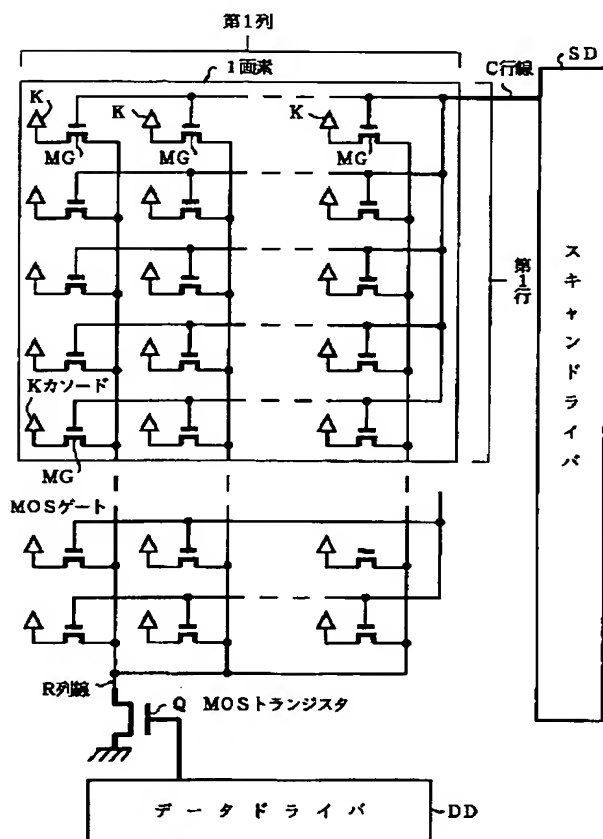 第1列
1画素
C行線
SD
K
K
K
MG
MG
MG
第1行
スキャンドライバ
Kカソード
MG
MOSゲート
R列線
Q MOSトランジスタ
データドライバ
DD